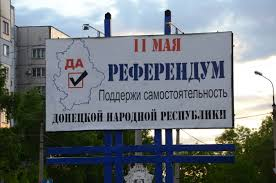 11 МАЯ
ДА
РЕФЕРЕНДУМ
Поддержи самостоятельность
ДОНЕЦКОЙ НАРОДНОЙ РЕСПУБЛИКИ!